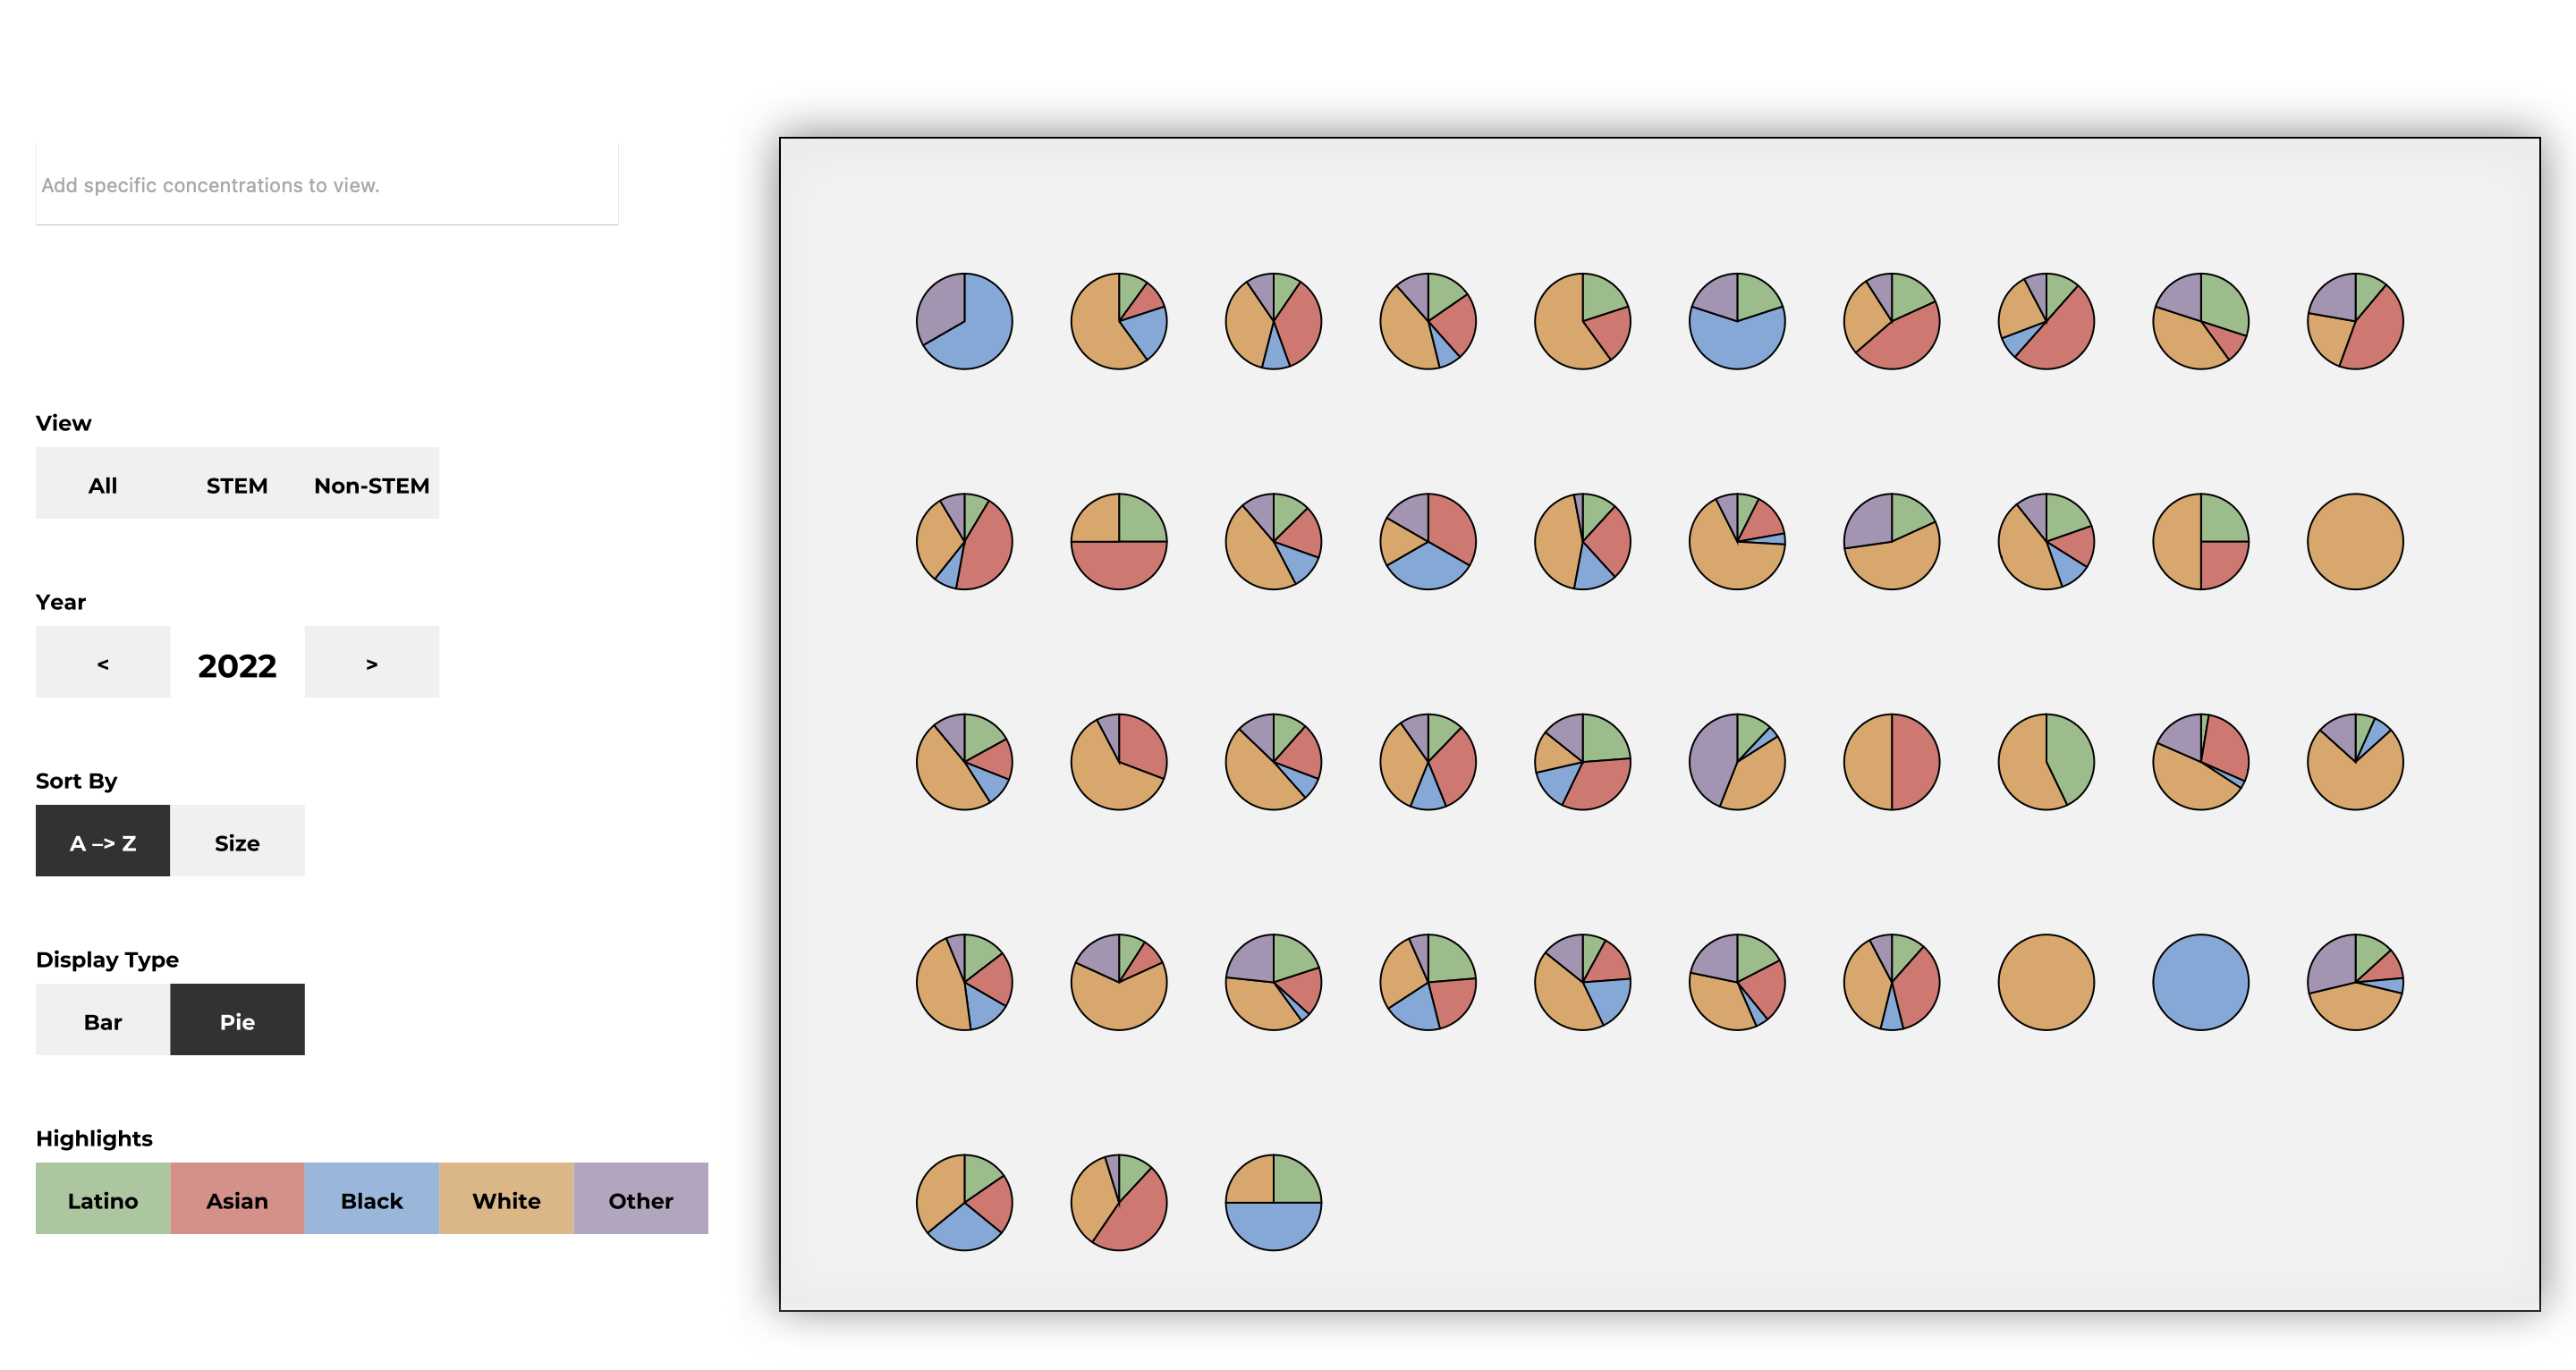 Add specific concentrations to view.
View
All STEM Non-STEM
Year
< 2022 >
Sort By
A –> Z Size
Display Type
Bar Pie
Highlights
Latino Asian Black White Other